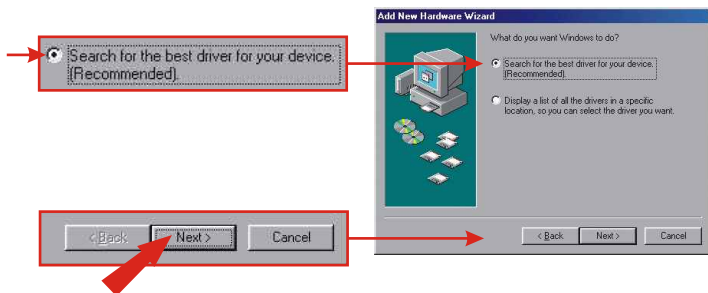 Search for the best driver for your device.
(Recommended).
< Back
Next >
Cancel
Add New Hardware Wizard
What do you want Windows to do?
Search for the best driver for your device.
(Recommended).
Display a list of all the drivers in a specific
location, so you can select the driver you want.
< Back
Next >
Cancel